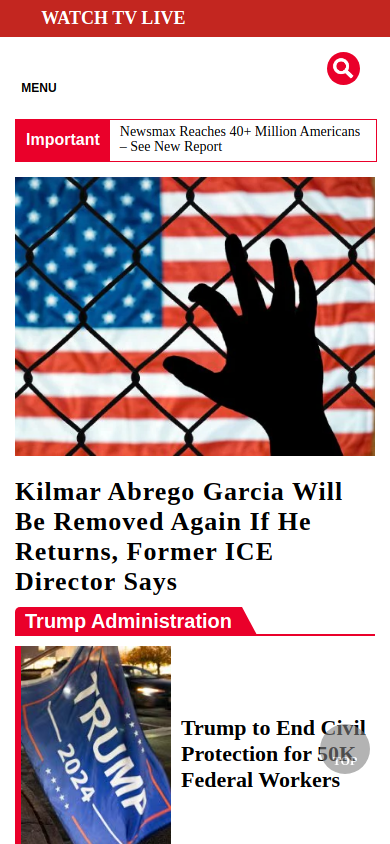 WATCH TV LIVE
MENU
Important
Newsmax Reaches 40+ Million Americans
– See New Report
Kilmar Abrego Garcia Will
Be Removed Again If He
Returns, Former ICE
Director Says
Trump Administration
TRUMP
2024
Trump to End Civil
Protection for 50K
Federal Workers
TOP